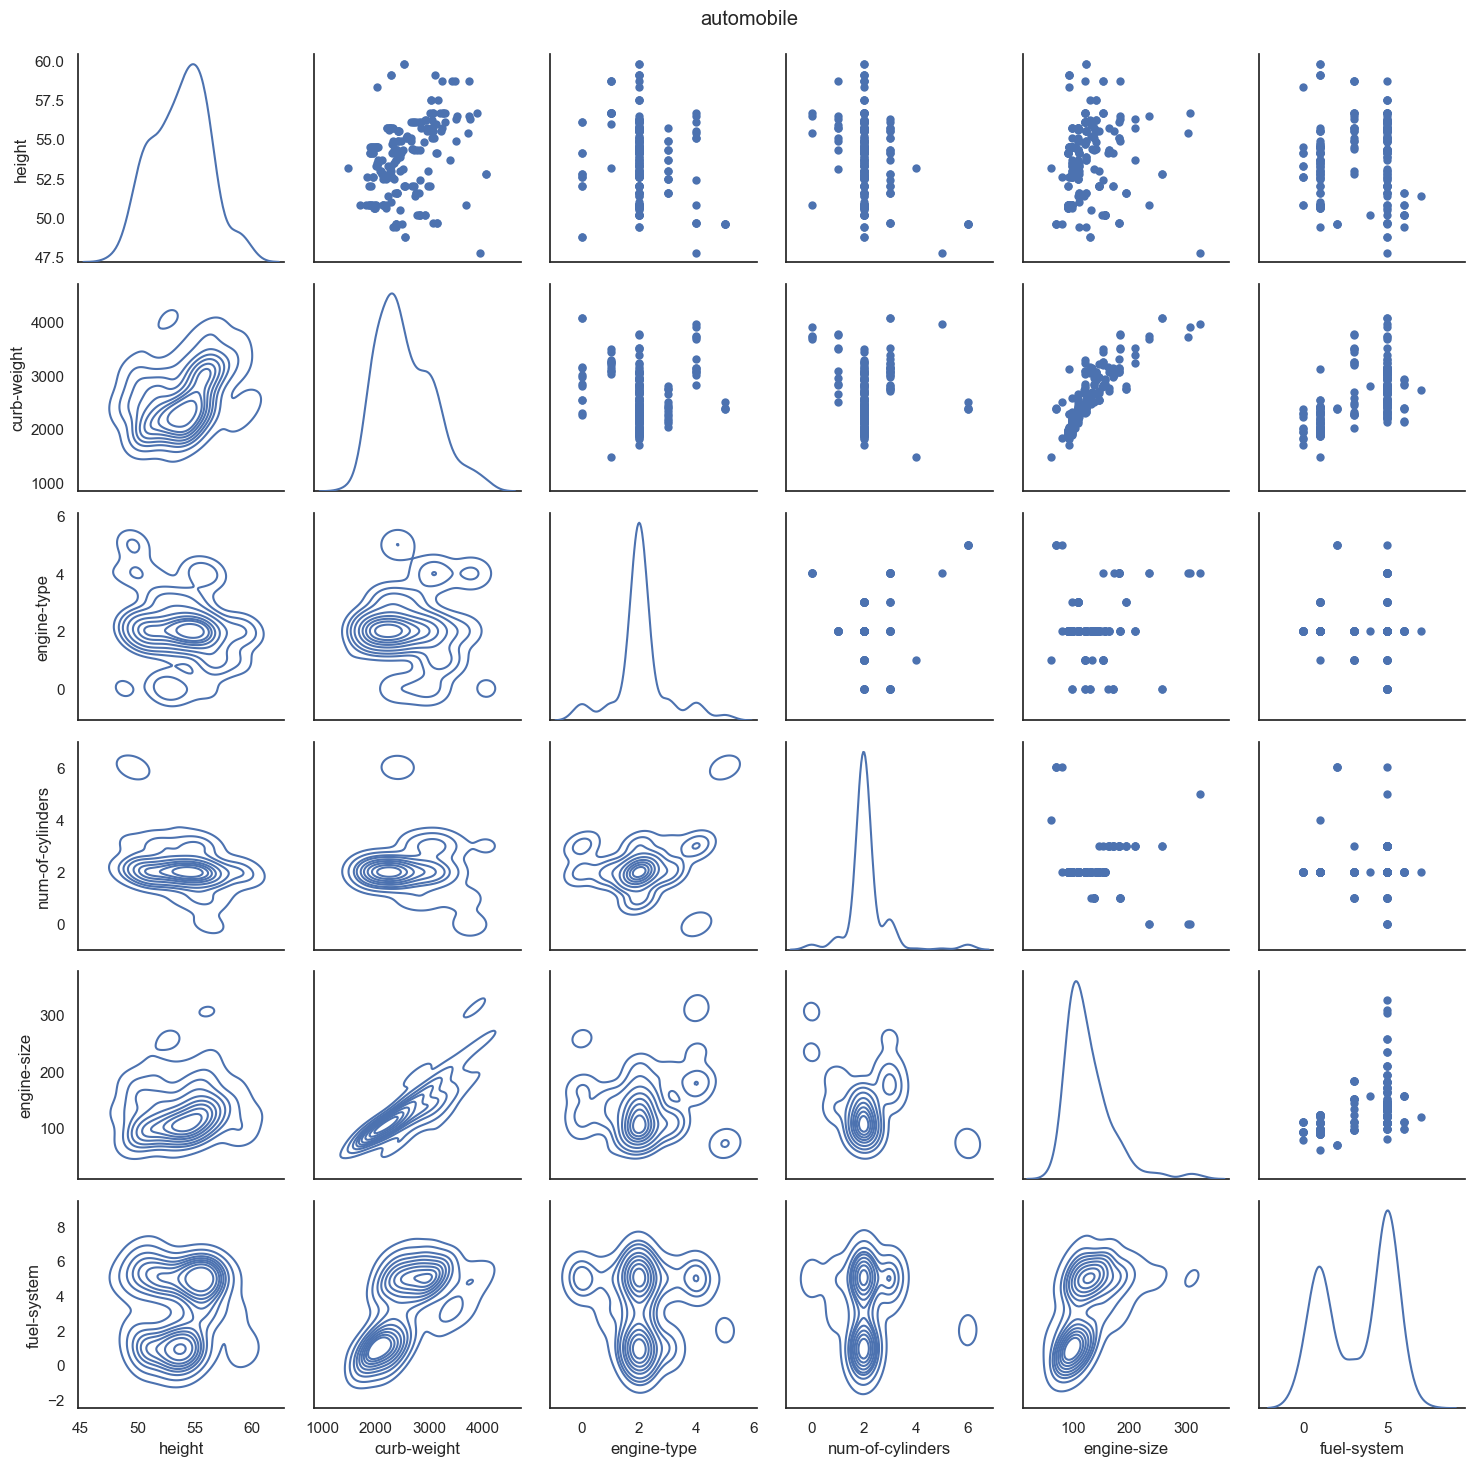 automobile
60.0
57.5
55.0
52.5
50.0
47.5
height
4000
3000
2000
1000
curb-weight
6
4
2
0
engine-type
6
4
2
0
num-of-cylinders
300
200
100
engine-size
8
6
4
2
0
−2
fuel-system
45 50 55 60
height
1000 2000 3000 4000
curb-weight
0 2 4 6
engine-type
0 2 4 6
num-of-cylinders
100 200 300
engine-size
0 5
fuel-system